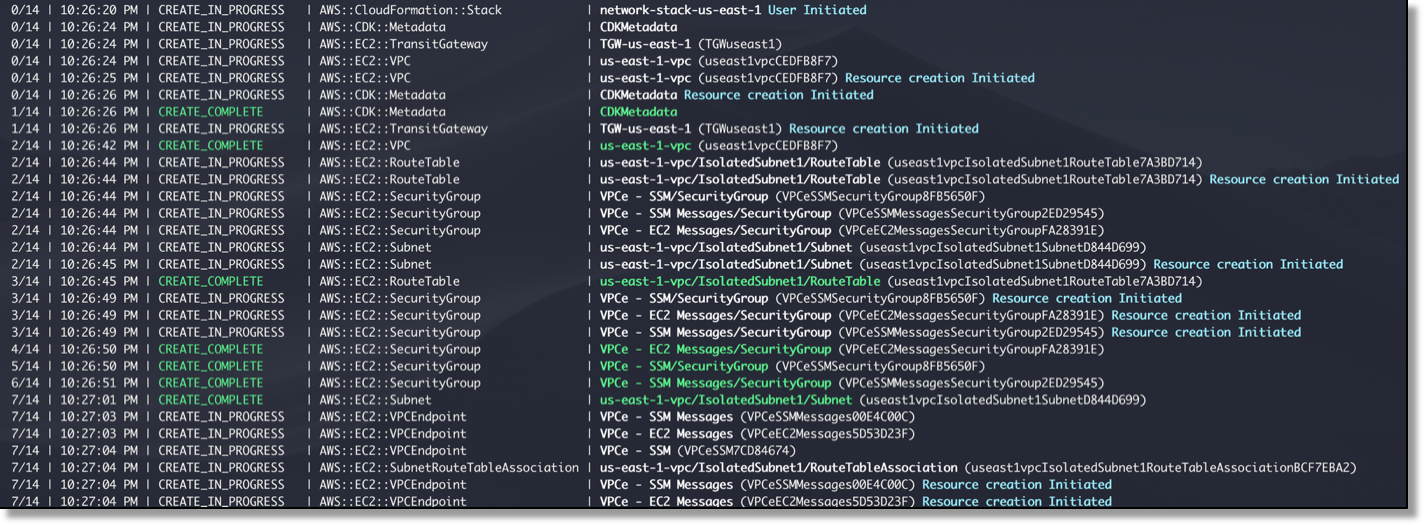 0/14 | 10:26:20 PM | CREATE_IN_PROGRESS | AWS::CloudFormation::Stack | network-stack-us-east-1 User Initiated
0/14 | 10:26:24 PM | CREATE_IN_PROGRESS | AWS::CDK::Metadata | CDKMetadata
0/14 | 10:26:24 PM | CREATE_IN_PROGRESS | AWS::EC2::TransitGateway | TGW-us-east-1 (TGWuseast1)
0/14 | 10:26:24 PM | CREATE_IN_PROGRESS | AWS::EC2::VPC | us-east-1-vpc (useast1vpcCEDFB8F7)
0/14 | 10:26:25 PM | CREATE_IN_PROGRESS | AWS::EC2::VPC | us-east-1-vpc (useast1vpcCEDFB8F7) Resource creation Initiated
0/14 | 10:26:26 PM | CREATE_IN_PROGRESS | AWS::CDK::Metadata | CDKMetadata Resource creation Initiated
1/14 | 10:26:26 PM | CREATE_COMPLETE | AWS::CDK::Metadata | CDKMetadata
1/14 | 10:26:26 PM | CREATE_IN_PROGRESS | AWS::EC2::TransitGateway | TGW-us-east-1 (TGWuseast1) Resource creation Initiated
2/14 | 10:26:42 PM | CREATE_COMPLETE | AWS::EC2::VPC | us-east-1-vpc (useast1vpcCEDFB8F7)
2/14 | 10:26:44 PM | CREATE_IN_PROGRESS | AWS::EC2::RouteTable | us-east-1-vpc/IsolatedSubnet1/RouteTable (useast1vpcIsolatedSubnet1RouteTable7A3BD714)
2/14 | 10:26:44 PM | CREATE_IN_PROGRESS | AWS::EC2::RouteTable | us-east-1-vpc/IsolatedSubnet1/RouteTable (useast1vpcIsolatedSubnet1RouteTable7A3BD714) Resource creation Initiated
2/14 | 10:26:44 PM | CREATE_IN_PROGRESS | AWS::EC2::SecurityGroup | VPCe - SSM/SecurityGroup (VPCeSSMSecurityGroup8FB5650F)
2/14 | 10:26:44 PM | CREATE_IN_PROGRESS | AWS::EC2::SecurityGroup | VPCe - SSM Messages/SecurityGroup (VPCeSSMMessagesSecurityGroup2ED29545)
2/14 | 10:26:44 PM | CREATE_IN_PROGRESS | AWS::EC2::SecurityGroup | VPCe - EC2 Messages/SecurityGroup (VPCeEC2MessagesSecurityGroupFA28391E)
2/14 | 10:26:44 PM | CREATE_IN_PROGRESS | AWS::EC2::Subnet | us-east-1-vpc/IsolatedSubnet1/Subnet (useast1vpcIsolatedSubnet1SubnetD844D699)
2/14 | 10:26:45 PM | CREATE_IN_PROGRESS | AWS::EC2::Subnet | us-east-1-vpc/IsolatedSubnet1/Subnet (useast1vpcIsolatedSubnet1SubnetD844D699) Resource creation Initiated
3/14 | 10:26:45 PM | CREATE_COMPLETE | AWS::EC2::RouteTable | us-east-1-vpc/IsolatedSubnet1/RouteTable (useast1vpcIsolatedSubnet1RouteTable7A3BD714)
3/14 | 10:26:49 PM | CREATE_IN_PROGRESS | AWS::EC2::SecurityGroup | VPCe - SSM/SecurityGroup (VPCeSSMSecurityGroup8FB5650F) Resource creation Initiated
3/14 | 10:26:49 PM | CREATE_IN_PROGRESS | AWS::EC2::SecurityGroup | VPCe - EC2 Messages/SecurityGroup (VPCeEC2MessagesSecurityGroupFA28391E) Resource creation Initiated
3/14 | 10:26:49 PM | CREATE_IN_PROGRESS | AWS::EC2::SecurityGroup | VPCe - SSM Messages/SecurityGroup (VPCeSSMMessagesSecurityGroup2ED29545) Resource creation Initiated
4/14 | 10:26:50 PM | CREATE_COMPLETE | AWS::EC2::SecurityGroup | VPCe - EC2 Messages/SecurityGroup (VPCeEC2MessagesSecurityGroupFA28391E)
5/14 | 10:26:50 PM | CREATE_COMPLETE | AWS::EC2::SecurityGroup | VPCe - SSM/SecurityGroup (VPCeSSMSecurityGroup8FB5650F)
6/14 | 10:26:51 PM | CREATE_COMPLETE | AWS::EC2::SecurityGroup | VPCe - SSM Messages/SecurityGroup (VPCeSSMMessagesSecurityGroup2ED29545)
7/14 | 10:27:01 PM | CREATE_COMPLETE | AWS::EC2::Subnet | us-east-1-vpc/IsolatedSubnet1/Subnet (useast1vpcIsolatedSubnet1SubnetD844D699)
7/14 | 10:27:03 PM | CREATE_IN_PROGRESS | AWS::EC2::VPCEndpoint | VPCe - SSM Messages (VPCeSSMMessages00E4C00C)
7/14 | 10:27:03 PM | CREATE_IN_PROGRESS | AWS::EC2::VPCEndpoint | VPCe - EC2 Messages (VPCeEC2Messages5D53D23F)
7/14 | 10:27:04 PM | CREATE_IN_PROGRESS | AWS::EC2::VPCEndpoint | VPCe - SSM (VPCeSSM7CD84674)
7/14 | 10:27:04 PM | CREATE_IN_PROGRESS | AWS::EC2::SubnetRouteTableAssociation | us-east-1-vpc/IsolatedSubnet1/RouteTableAssociation (useast1vpcIsolatedSubnet1RouteTableAssociationBCF7EBA2)
7/14 | 10:27:04 PM | CREATE_IN_PROGRESS | AWS::EC2::VPCEndpoint | VPCe - SSM Messages (VPCeSSMMessages00E4C00C) Resource creation Initiated
7/14 | 10:27:04 PM | CREATE_IN_PROGRESS | AWS::EC2::VPCEndpoint | VPCe - EC2 Messages (VPCeEC2Messages5D53D23F) Resource creation Initiated